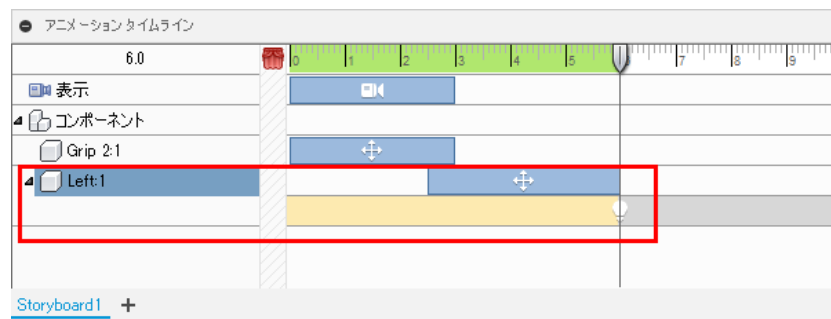 アニメーション タイムライン
6.0 0 1 2 3 4 5 7 8 9
表示
コンポーネント
Grip 2:1
Left:1
Storyboard1 +